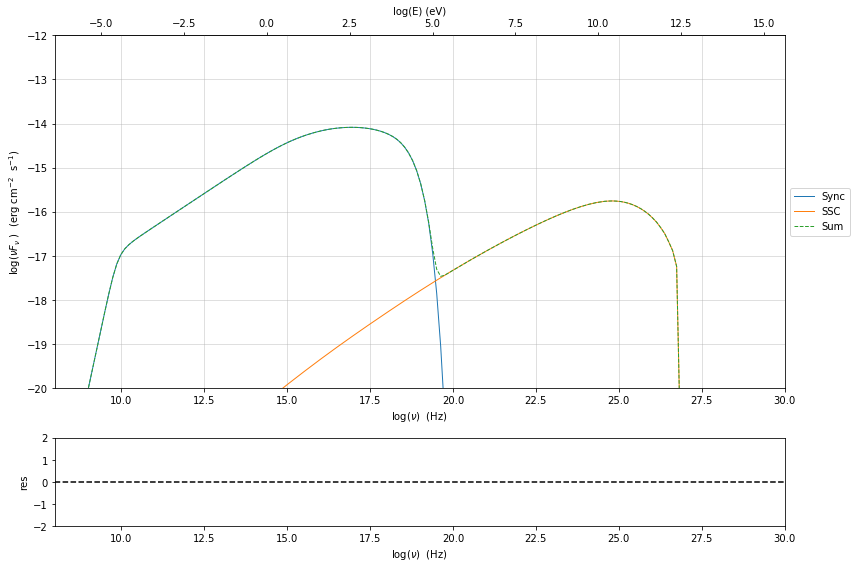 log(E) (eV)
−5.0 −2.5 0.0 2.5 5.0 7.5 10.0 12.5 15.0
−12
−13
−14
−15
−16
−17
−18
−19
−20
log(νFν ) (erg cm⁻² s⁻¹)
Sync
SSC
Sum
10.0 12.5 15.0 17.5 20.0 22.5 25.0 27.5 30.0
log(ν) (Hz)
2
1
0
−1
−2
res
10.0 12.5 15.0 17.5 20.0 22.5 25.0 27.5 30.0
log(ν) (Hz)